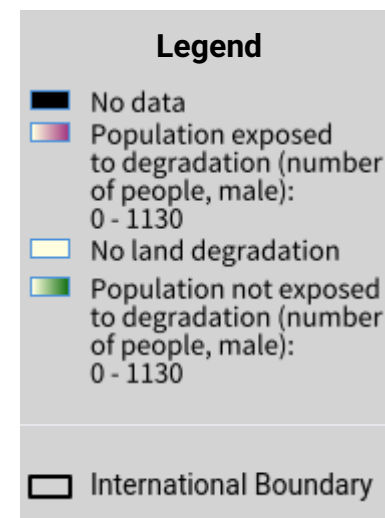 Legend
No data
Population exposed
to degradation (number
of people, male):
0 - 1130
No land degradation
Population not exposed
to degradation (number
of people, male):
0 - 1130
International Boundary